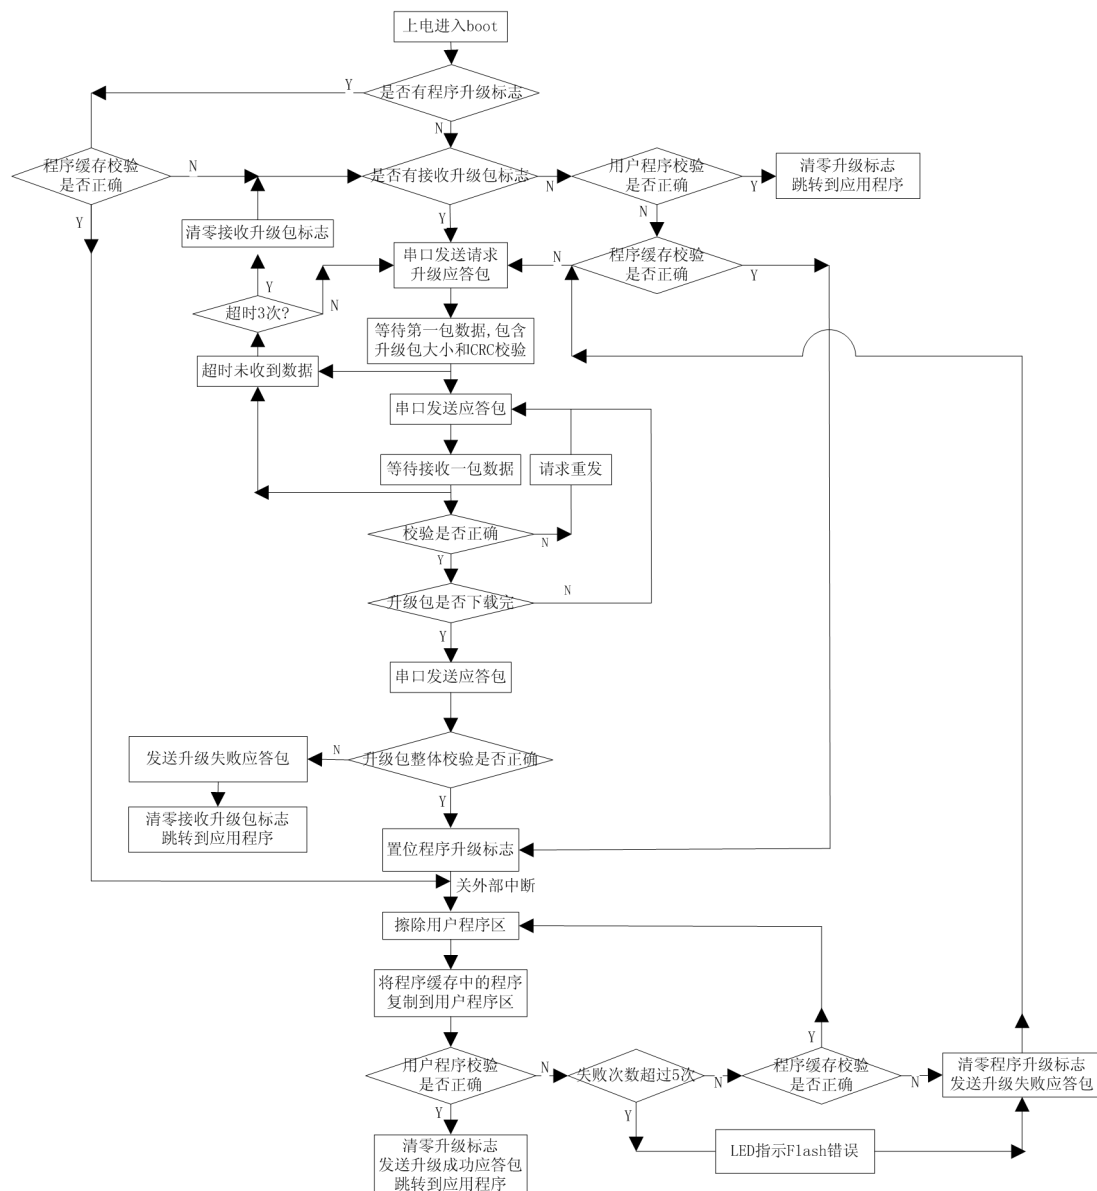 上电进入boot
是否有程序升级标志
Y
N
程序缓存校验
是否正确
N
Y
是否有接收升级包标志
N
Y
用户程序校验
是否正确
Y
N
清零升级标志
跳转到应用程序
清零接收升级包标志
Y
串口发送请求
升级应答包
N
程序缓存校验
是否正确
Y
超时3次?
N
等待第一包数据,包含
升级包大小和CRC校验
超时未收到数据
串口发送应答包
等待接收一包数据
请求重发
校验是否正确
N
Y
升级包是否下载完
N
Y
串口发送应答包
升级包整体校验是否正确
N
Y
发送升级失败应答包
清零接收升级包标志
跳转到应用程序
置位程序升级标志
关外部中断
擦除用户程序区
将程序缓存中的程序
复制到用户程序区
用户程序校验
是否正确
N
Y
失败次数超过5次
N
Y
程序缓存校验
是否正确
Y
N
清零程序升级标志
发送升级失败应答包
LED指示Flash错误
清零升级标志
发送升级成功应答包
跳转到应用程序